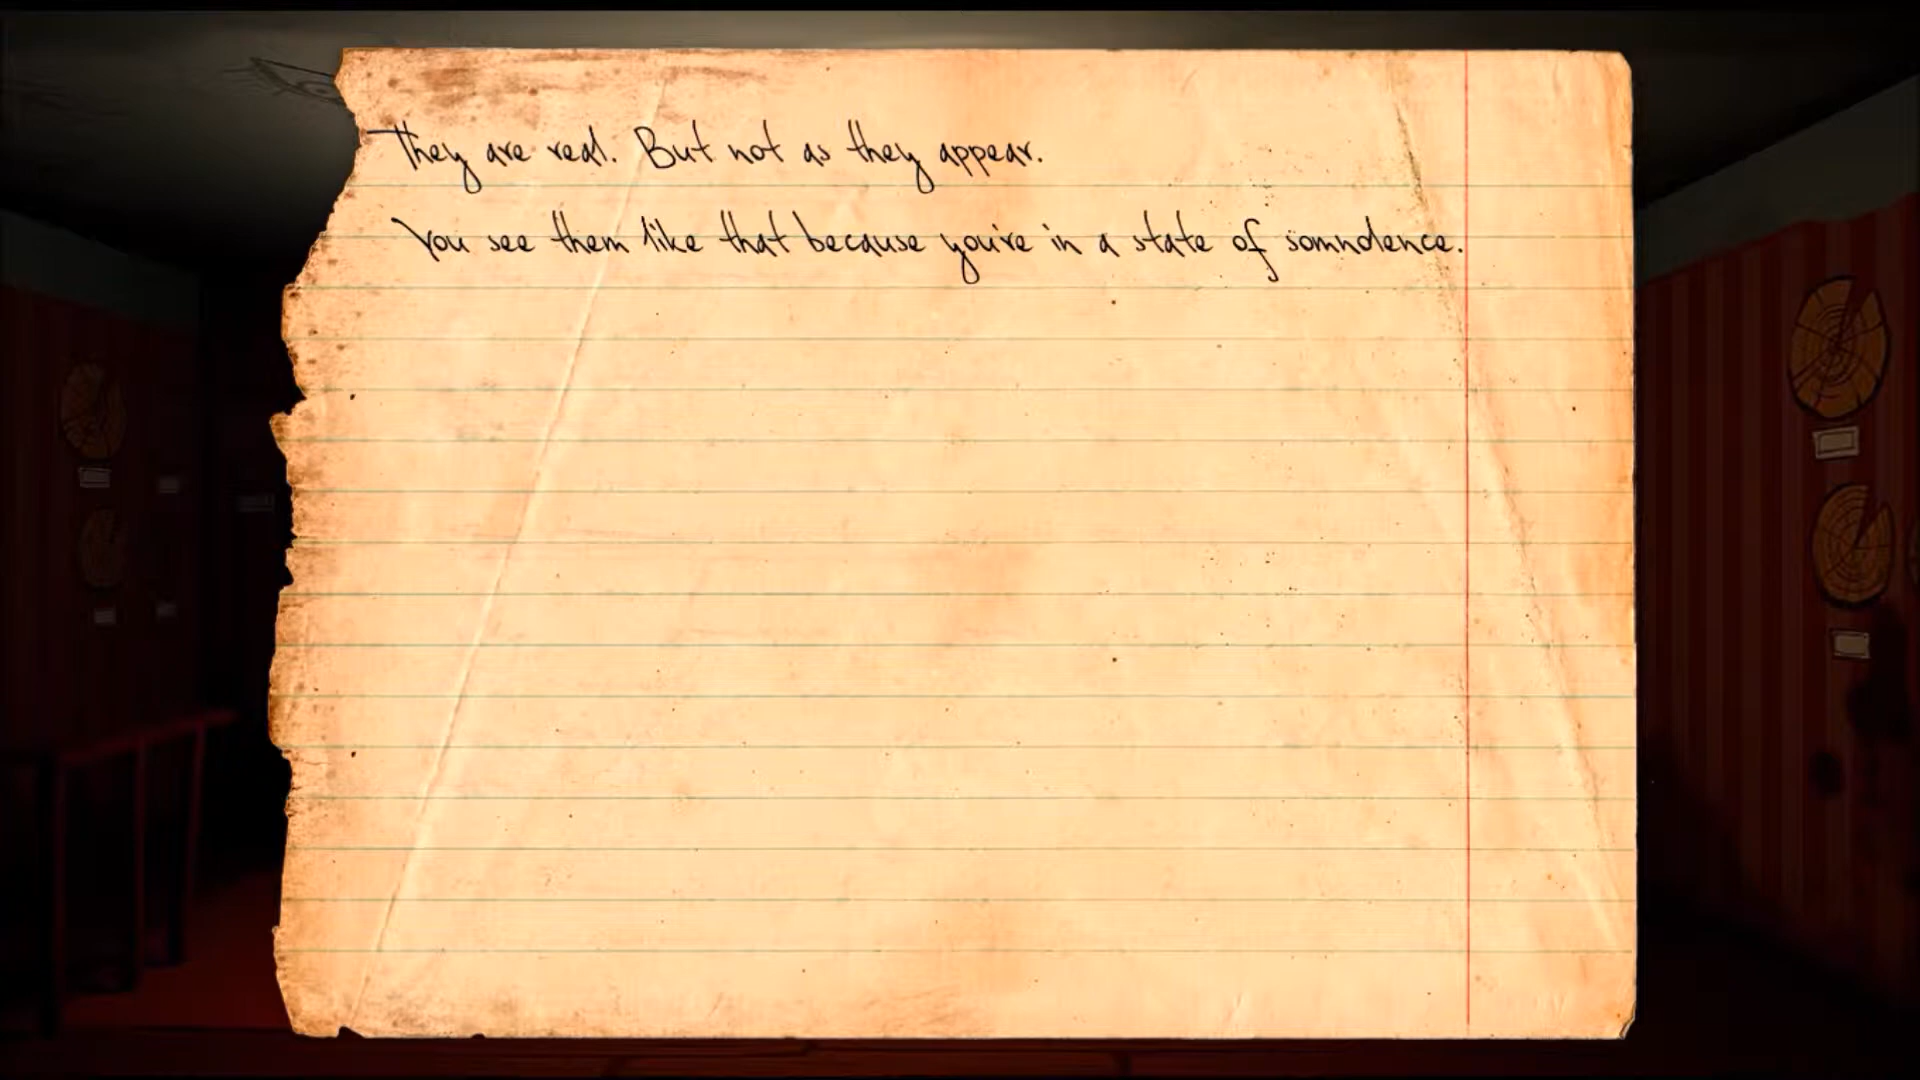 They are real. But not as they appear.
You see them like that because you're in a state of somndence.